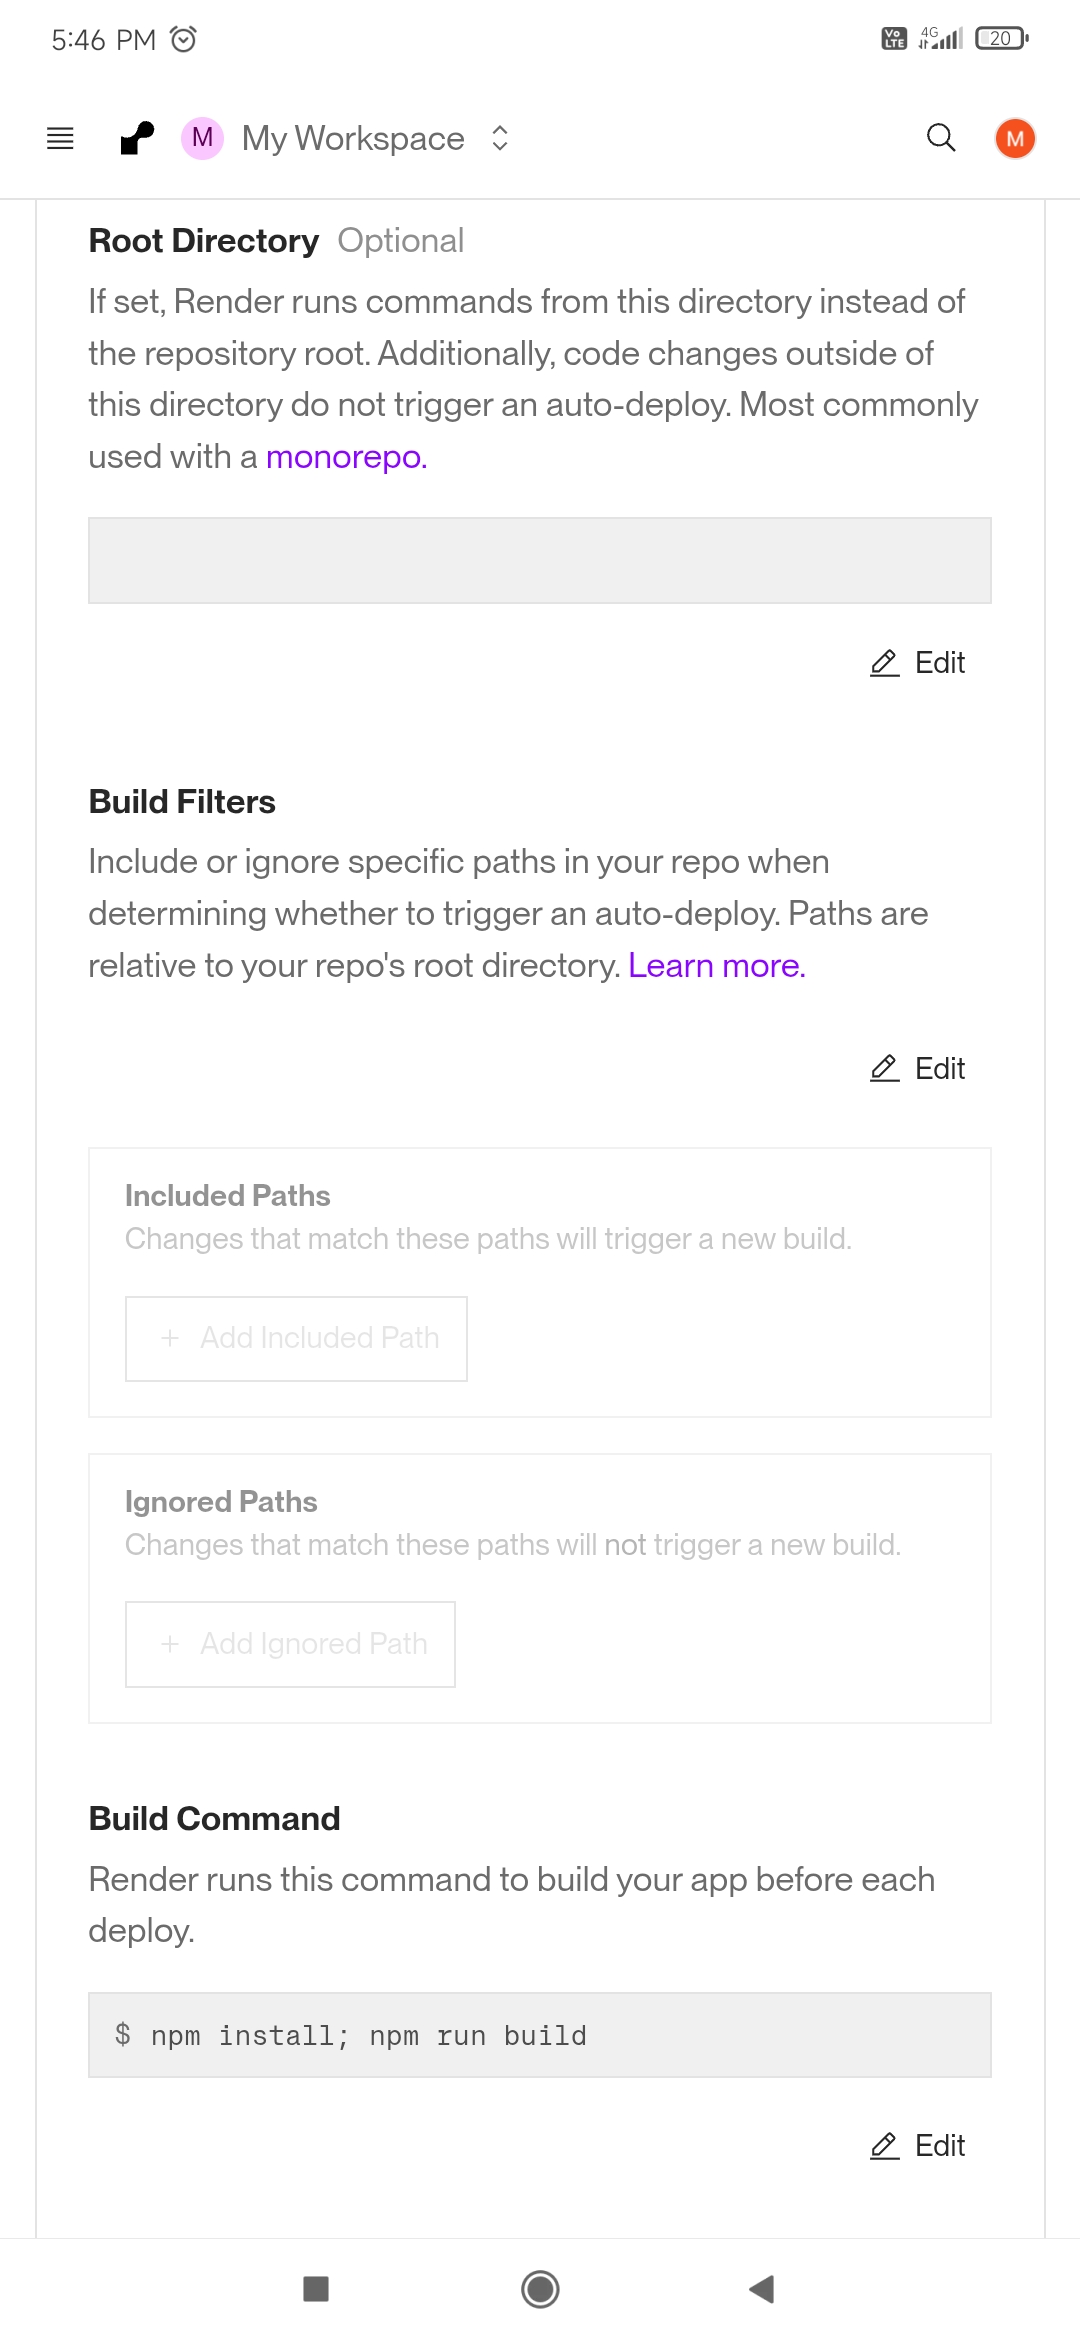 5:46 PM
Vo LTE 4G 20
M My Workspace M
Root Directory Optional
If set, Render runs commands from this directory instead of
the repository root. Additionally, code changes outside of
this directory do not trigger an auto-deploy. Most commonly
used with a monorepo.
Edit
Build Filters
Include or ignore specific paths in your repo when
determining whether to trigger an auto-deploy. Paths are
relative to your repo's root directory. Learn more.
Edit
Included Paths
Changes that match these paths will trigger a new build.
+ Add Included Path
Ignored Paths
Changes that match these paths will not trigger a new build.
+ Add Ignored Path
Build Command
Render runs this command to build your app before each
deploy.
$ npm install; npm run build
Edit